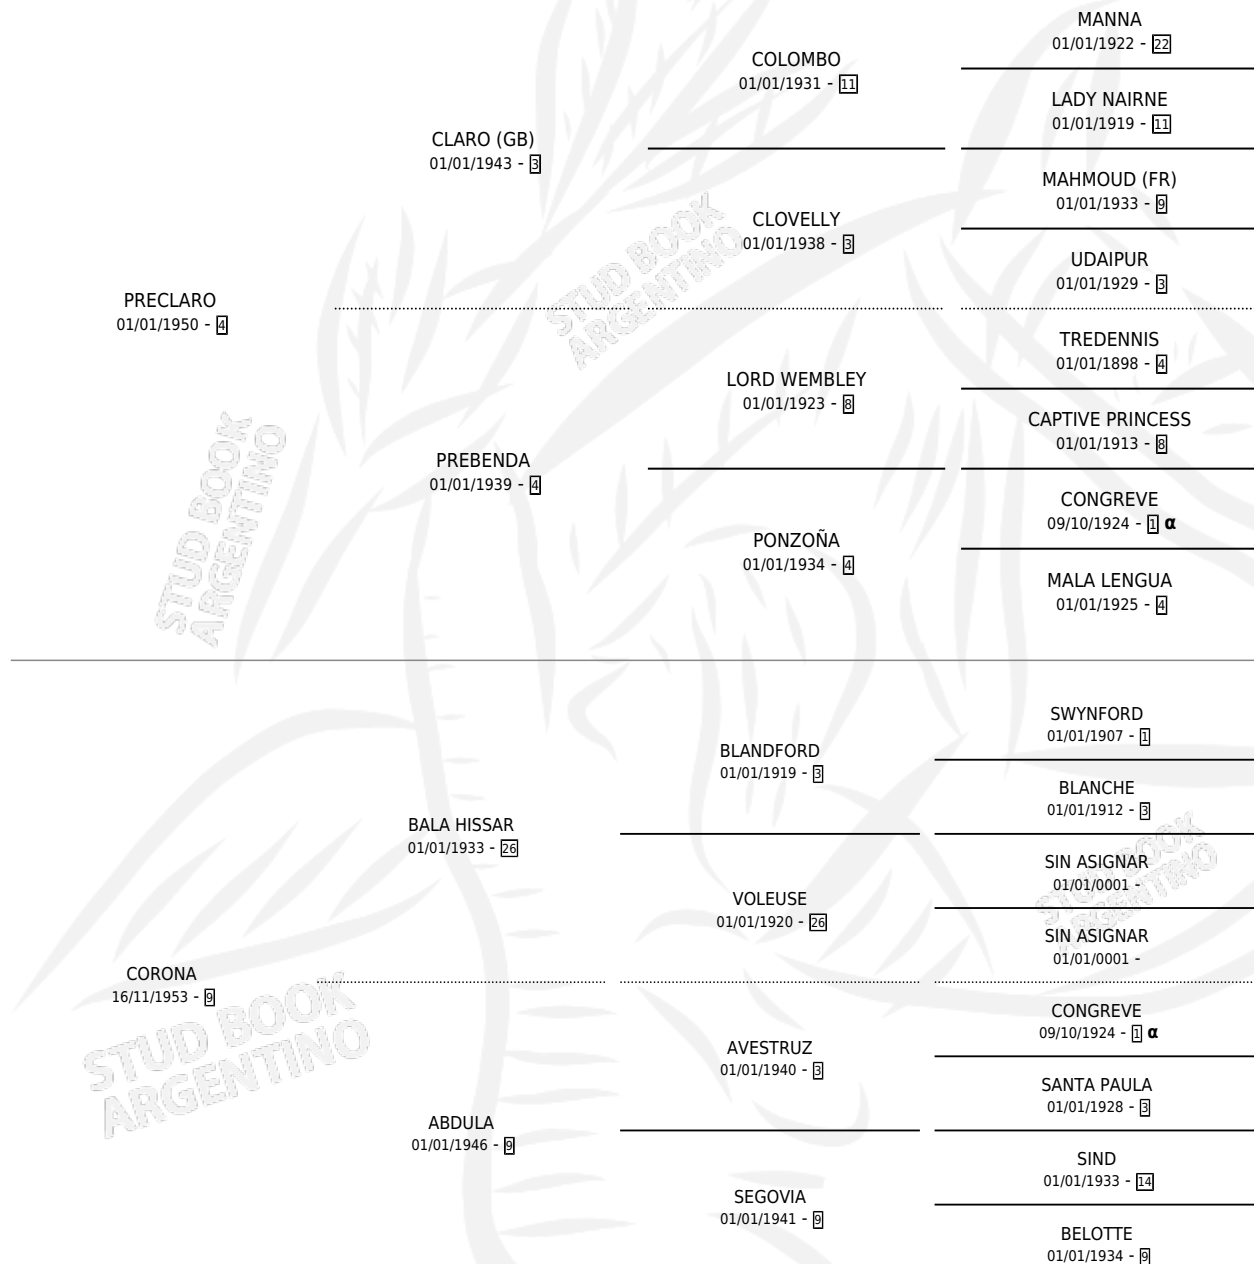 MANNA
01/01/1922 - 22
COLOMBO
01/01/1931 - 11
LADY NAIRNE
01/01/1919 - 11
CLARO (GB)
01/01/1943 - 3
MAHMOUD (FR)
01/01/1933 - 9
CLOVELLY
01/01/1938 - 3
UDAIPUR
01/01/1929 - 3
PRECLARO
01/01/1950 - 4
TREDENNIS
01/01/1898 - 4
LORD WEMBLEY
01/01/1923 - 8
CAPTIVE PRINCESS
01/01/1913 - 8
PREBENDA
01/01/1939 - 4
CONGREVE
09/10/1924 - 1 α
PONZOÑA
01/01/1934 - 4
MALA LENGUA
01/01/1925 - 4
SWYNFORD
01/01/1907 - 1
BLANDFORD
01/01/1919 - 3
BLANCHE
01/01/1912 - 3
BALA HISSAR
01/01/1933 - 26
SIN ASIGNAR
01/01/0001 -
VOLEUSE
01/01/1920 - 26
SIN ASIGNAR
01/01/0001 -
CORONA
16/11/1953 - 9
CONGREVE
09/10/1924 - 1 α
AVESTRUZ
01/01/1940 - 3
SANTA PAULA
01/01/1928 - 3
ABDULA
01/01/1946 - 9
SIND
01/01/1933 - 14
SEGOVIA
01/01/1941 - 9
BELOTTE
01/01/1934 - 9
STUD BOOK
ARGENTINO
STUD BOOK
ARGENTINO
STUD BOOK
ARGENTINO
STUD BOOK
ARGENTINO